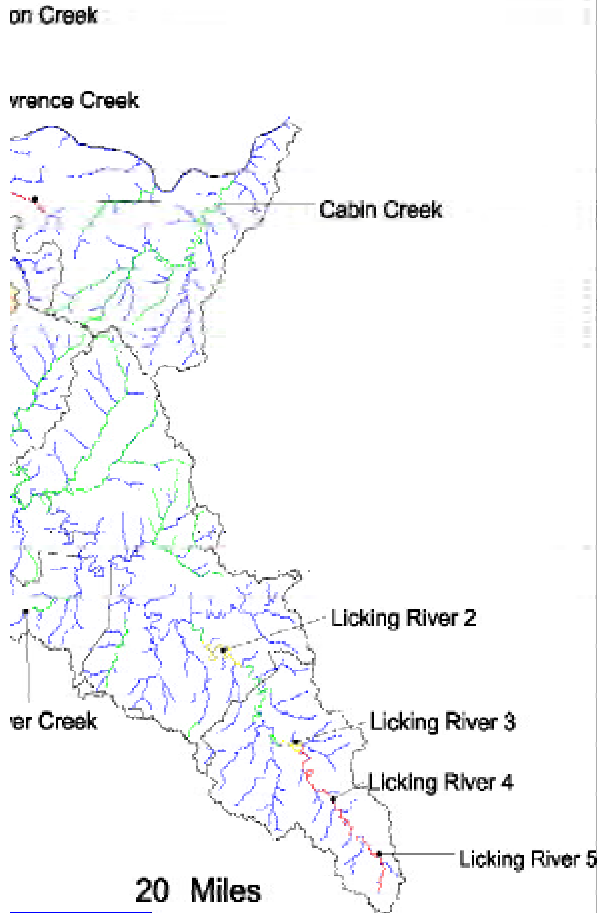 on Creek
wrence Creek
Cabin Creek
Licking River 2
Licking River 3
ver Creek
Licking River 4
Licking River 5
20 Miles